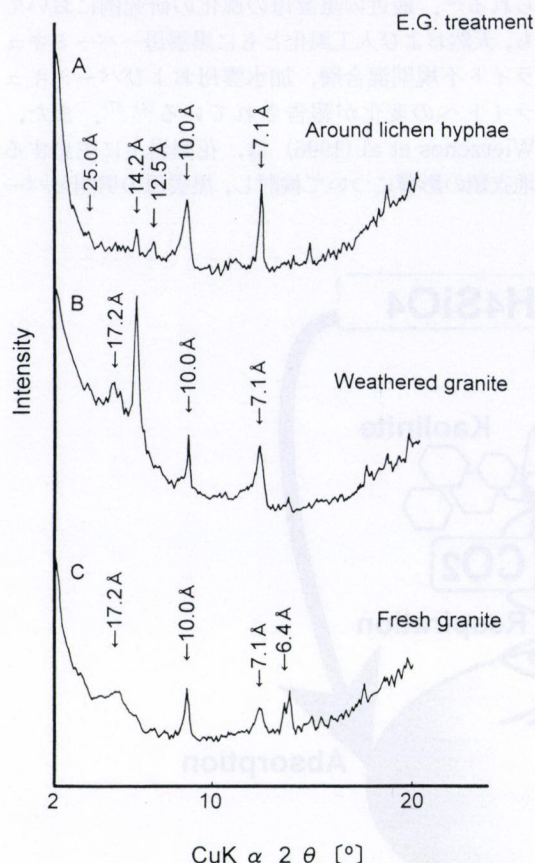 E.G. treatment
A
←25.0Å
←14.2Å
←12.5Å
←10.0Å
←7.1Å
Around lichen hyphae
B
←17.2Å
←10.0Å
←7.1Å
Weathered granite
C
←17.2Å
←10.0Å
←7.1Å
←6.4Å
Fresh granite
Intensity
2
10
20
CuK α 2 θ [°]
H4SiO4
Kaolinite
CO2
Respiration
Absorption